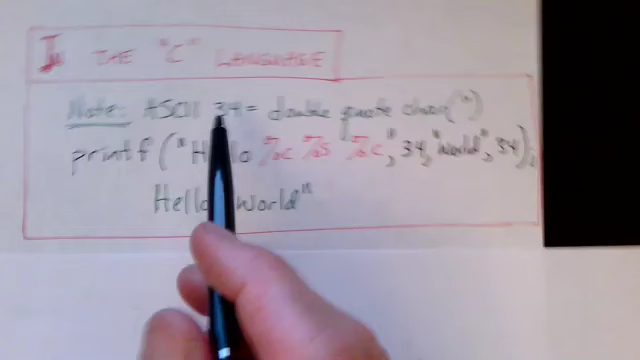 I. THE "C" LANGUAGE
Note: ASCII 34 = double quote char(")
printf ("Hello %c %s %c", 34, "world", 34);
Hello world"